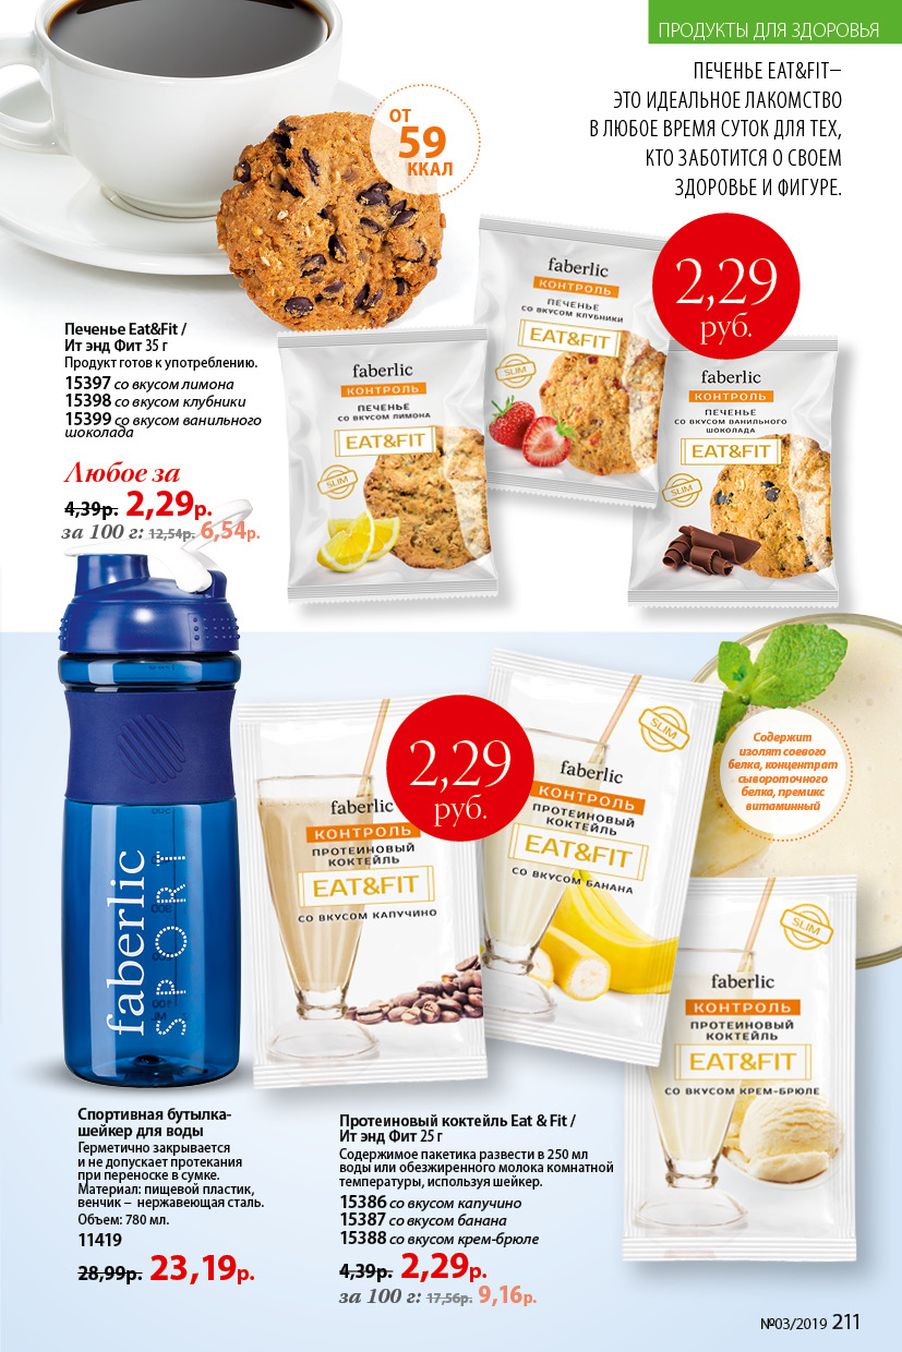 ПРОДУКТЫ ДЛЯ ЗДОРОВЬЯ
ПЕЧЕНЬЕ EAT&FIT–
ЭТО ИДЕАЛЬНОЕ ЛАКОМСТВО
В ЛЮБОЕ ВРЕМЯ СУТОК ДЛЯ ТЕХ,
КТО ЗАБОТИТСЯ О СВОЕМ
ЗДОРОВЬЕ И ФИГУРЕ.
ОТ
59
ККАЛ
2,29
руб.
faberlic
КОНТРОЛЬ
ПЕЧЕНЬЕ
СО ВКУСОМ КЛУБНИКИ
EAT&FIT
SLIM
faberlic
КОНТРОЛЬ
ПЕЧЕНЬЕ
СО ВКУСОМ ЛИМОНА
EAT&FIT
SLIM
faberlic
КОНТРОЛЬ
ПЕЧЕНЬЕ
СО ВКУСОМ ВАНИЛЬНОГО
ШОКОЛАДА
EAT&FIT
SLIM
Печенье Eat&Fit /
Ит энд Фит 35 г
Продукт готов к употреблению.
15397 со вкусом лимона
15398 со вкусом клубники
15399 со вкусом ванильного
шоколада
Любое за
4,39р. 2,29р.
за 100 г: 12,54р. 6,54р.
faberlic
SPORT
2,29
руб.
faberlic
КОНТРОЛЬ
ПРОТЕИНОВЫЙ
КОКТЕЙЛЬ
EAT&FIT
СО ВКУСОМ КАПУЧИНО
SLIM
faberlic
КОНТРОЛЬ
ПРОТЕИНОВЫЙ
КОКТЕЙЛЬ
EAT&FIT
СО ВКУСОМ БАНАНА
Содержит
изолят соевого
белка, концентрат
сывороточного
белка, премикс
витаминный
SLIM
faberlic
КОНТРОЛЬ
ПРОТЕИНОВЫЙ
КОКТЕЙЛЬ
EAT&FIT
СО ВКУСОМ КРЕМ-БРЮЛЕ
Спортивная бутылка-
шейкер для воды
Герметично закрывается
и не допускает протекания
при переноске в сумке.
Материал: пищевой пластик,
венчик – нержавеющая сталь.
Объем: 780 мл.
11419
28,99р. 23,19р.
Протеиновый коктейль Eat & Fit /
Ит энд Фит 25 г
Содержимое пакетика развести в 250 мл
воды или обезжиренного молока комнатной
температуры, используя шейкер.
15386 со вкусом капучино
15387 со вкусом банана
15388 со вкусом крем-брюле
4,39р. 2,29р.
за 100 г: 17,56р. 9,16р.
№03/2019 211